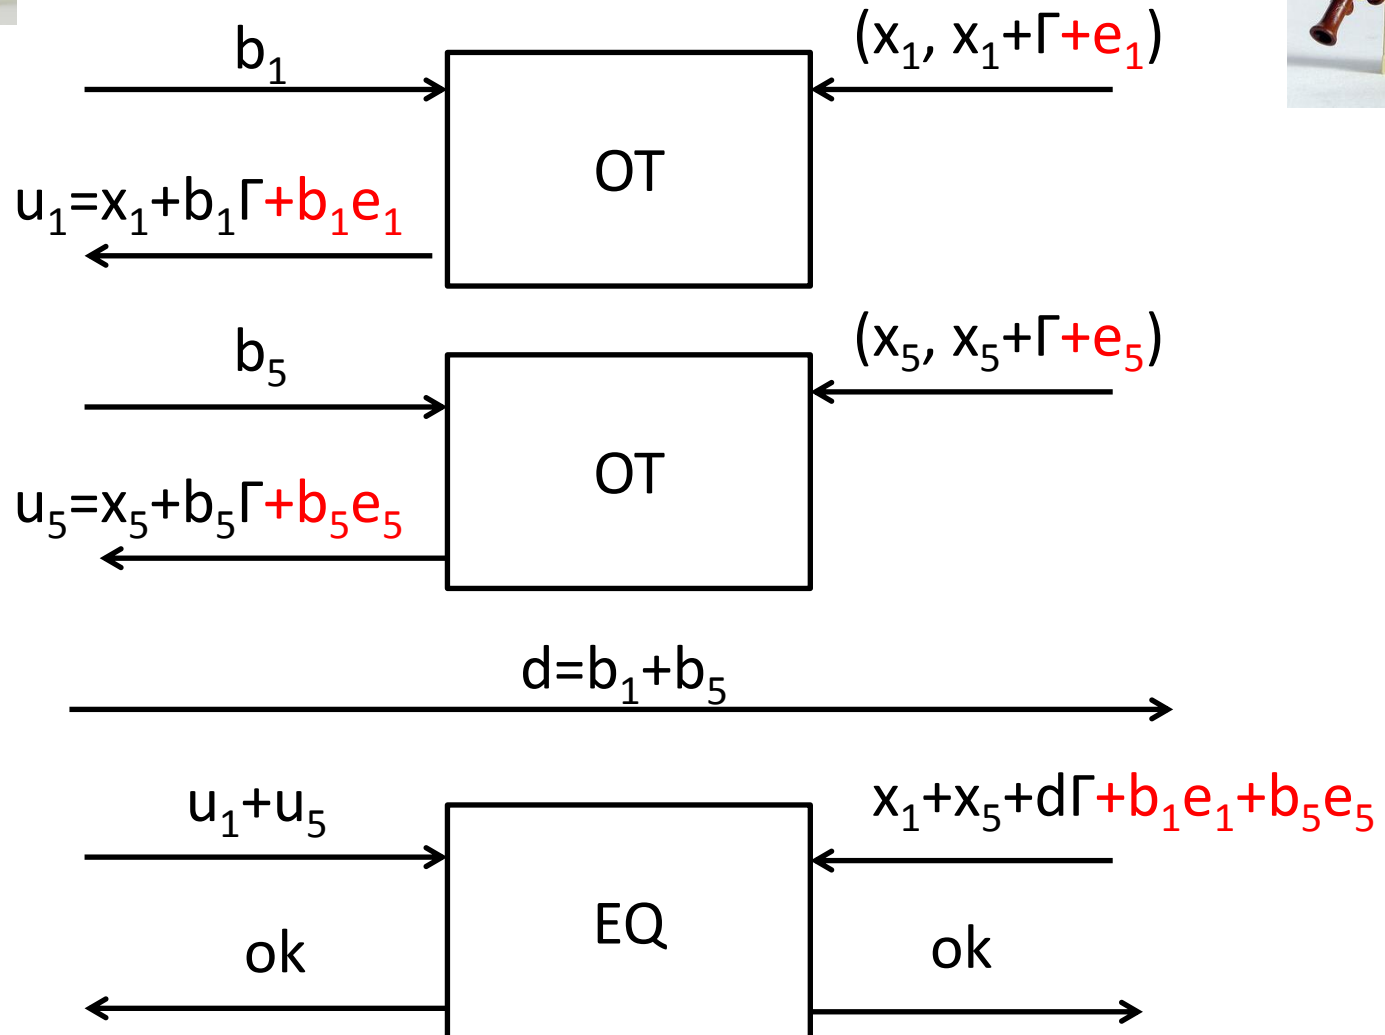 b₁
(x₁, x₁+Γ+e₁)
OT
u₁=x₁+b₁Γ+b₁e₁
b₅
(x₅, x₅+Γ+e₅)
OT
u₅=x₅+b₅Γ+b₅e₅
d=b₁+b₅
u₁+u₅
x₁+x₅+dΓ+b₁e₁+b₅e₅
EQ
ok
ok